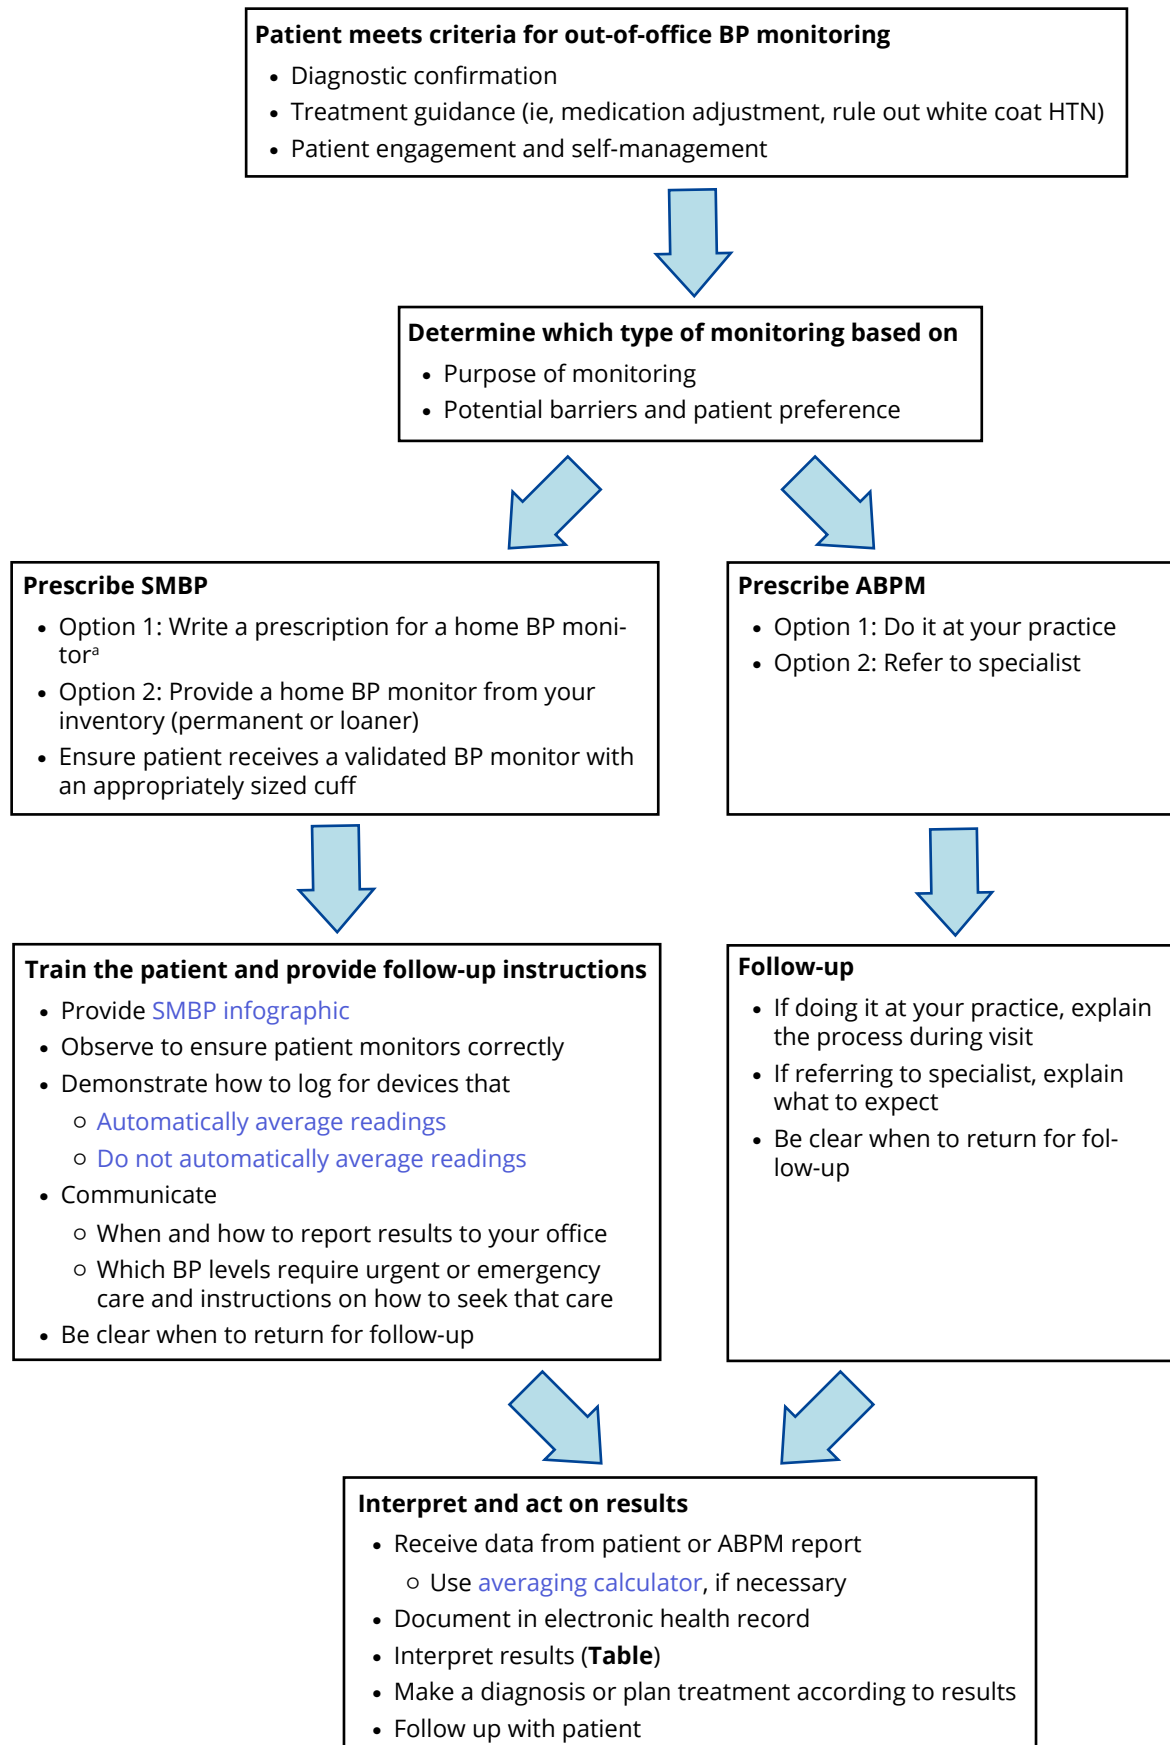 Patient meets criteria for out-of-office BP monitoring
• Diagnostic confirmation
• Treatment guidance (ie, medication adjustment, rule out white coat HTN)
• Patient engagement and self-management
Determine which type of monitoring based on
• Purpose of monitoring
• Potential barriers and patient preference
Prescribe SMBP
• Option 1: Write a prescription for a home BP moni-
torᵃ
• Option 2: Provide a home BP monitor from your
inventory (permanent or loaner)
• Ensure patient receives a validated BP monitor with
an appropriately sized cuff
Prescribe ABPM
• Option 1: Do it at your practice
• Option 2: Refer to specialist
Train the patient and provide follow-up instructions
• Provide SMBP infographic
• Observe to ensure patient monitors correctly
• Demonstrate how to log for devices that
○ Automatically average readings
○ Do not automatically average readings
• Communicate
○ When and how to report results to your office
○ Which BP levels require urgent or emergency
care and instructions on how to seek that care
• Be clear when to return for follow-up
Follow-up
• If doing it at your practice, explain
the process during visit
• If referring to specialist, explain
what to expect
• Be clear when to return for fol-
low-up
Interpret and act on results
• Receive data from patient or ABPM report
○ Use averaging calculator, if necessary
• Document in electronic health record
• Interpret results (Table)
• Make a diagnosis or plan treatment according to results
• Follow up with patient